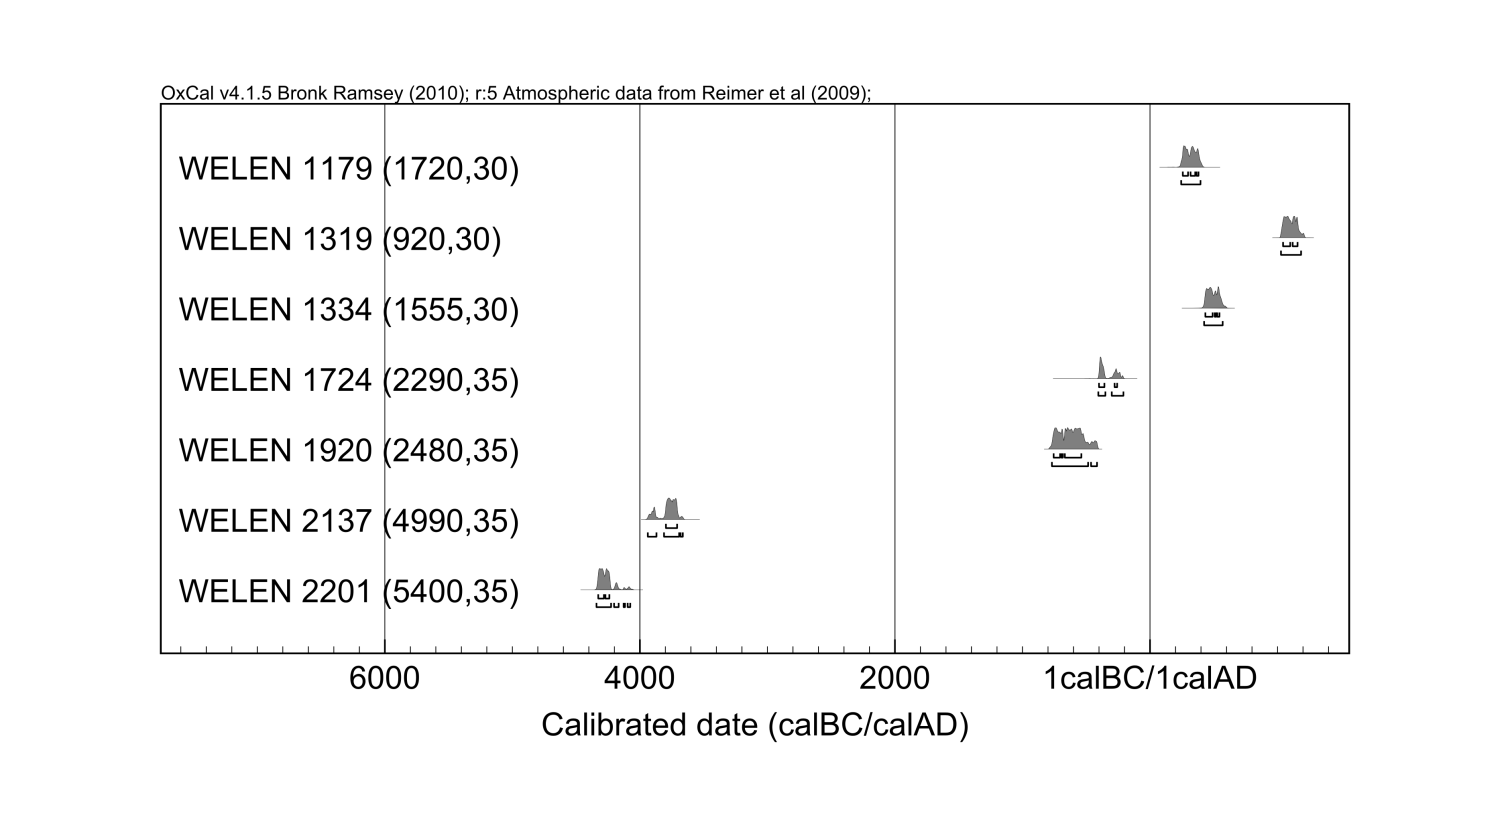 OxCal v4.1.5 Bronk Ramsey (2010); r:5 Atmospheric data from Reimer et al (2009);
WELEN 1179 (1720,30)
WELEN 1319 (920,30)
WELEN 1334 (1555,30)
WELEN 1724 (2290,35)
WELEN 1920 (2480,35)
WELEN 2137 (4990,35)
WELEN 2201 (5400,35)
6000 4000 2000 1calBC/1calAD
Calibrated date (calBC/calAD)